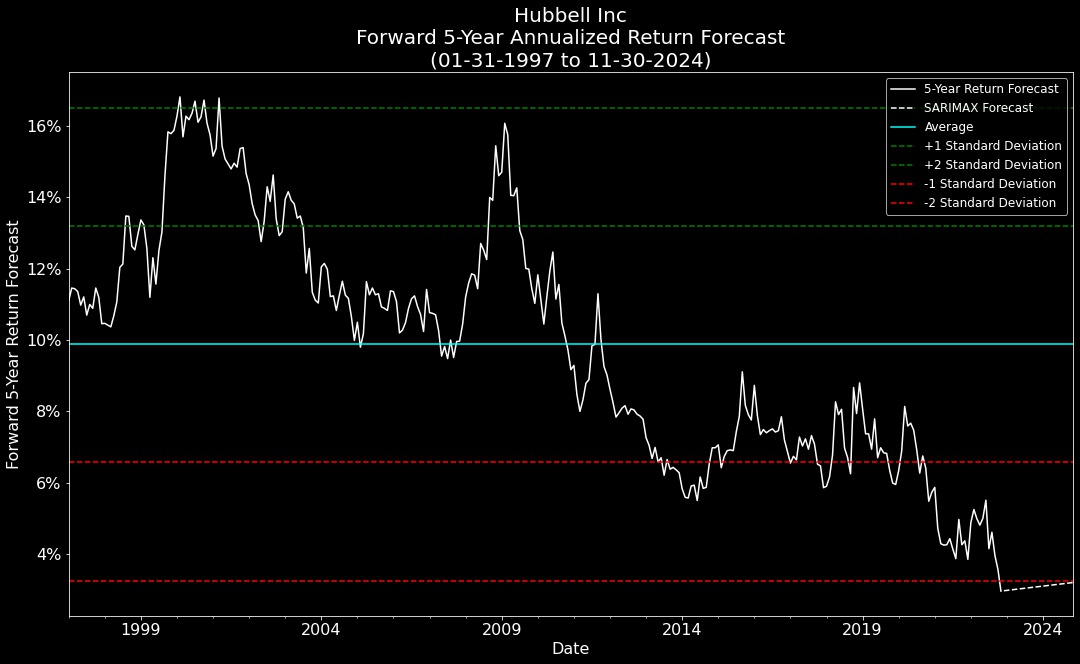 Hubbell Inc
Forward 5-Year Annualized Return Forecast
(01-31-1997 to 11-30-2024)
5-Year Return Forecast
SARIMAX Forecast
Average
+1 Standard Deviation
+2 Standard Deviation
-1 Standard Deviation
-2 Standard Deviation
Forward 5-Year Return Forecast
16%
14%
12%
10%
8%
6%
4%
1999
2004
2009
2014
2019
2024
Date